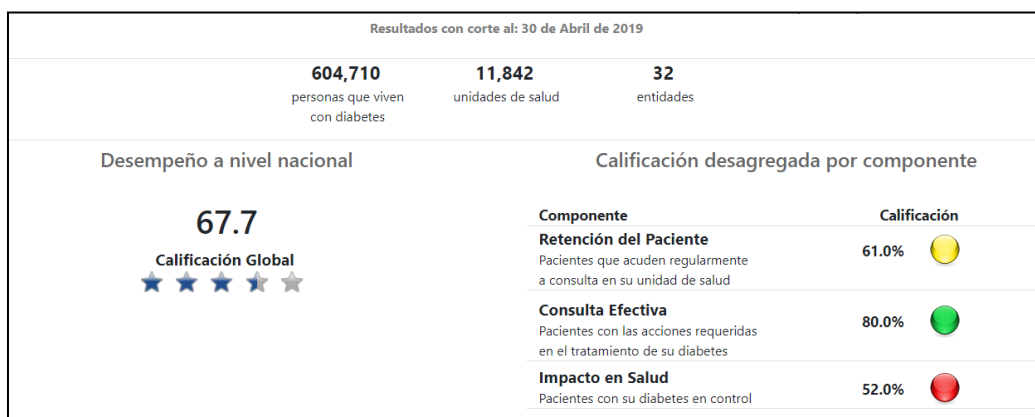 Resultados con corte al: 30 de Abril de 2019
604,710 11,842 32
personas que viven unidades de salud entidades
con diabetes
Desempeño a nivel nacional
67.7
Calificación Global
Calificación desagregada por componente
Componente Calificación
Retención del Paciente
Pacientes que acuden regularmente
a consulta en su unidad de salud
61.0%
Consulta Efectiva
Pacientes con las acciones requeridas
en el tratamiento de su diabetes
80.0%
Impacto en Salud
Pacientes con su diabetes en control
52.0%